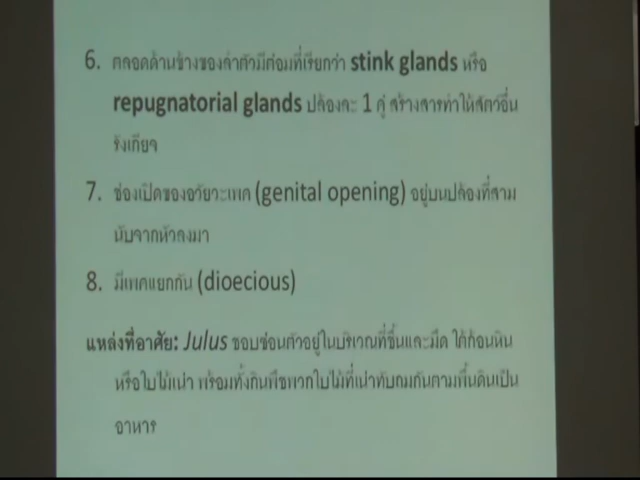 6. ตลอดด้านข้างของลำตัวมีต่อมที่เรียกว่า stink glands หรือ
repugnatorial glands ปล้องละ 1 คู่ สร้างสารทำให้สัตว์อื่น
รังเกียจ
7. ช่องเปิดของอวัยวะเพศ (genital opening) อยู่บนปล้องที่สาม
นับจากหัวลงมา
8. มีเพศแยกกัน (dioecious)
แหล่งที่อาศัย: Julus ชอบซ่อนตัวอยู่ในบริเวณที่ชื้นและมืด ใต้ก้อนหิน
หรือใบไม้เน่า พร้อมทั้งกินพืชพวกใบไม้ที่เน่าทับถมกันตามพื้นดินเป็น
อาหาร